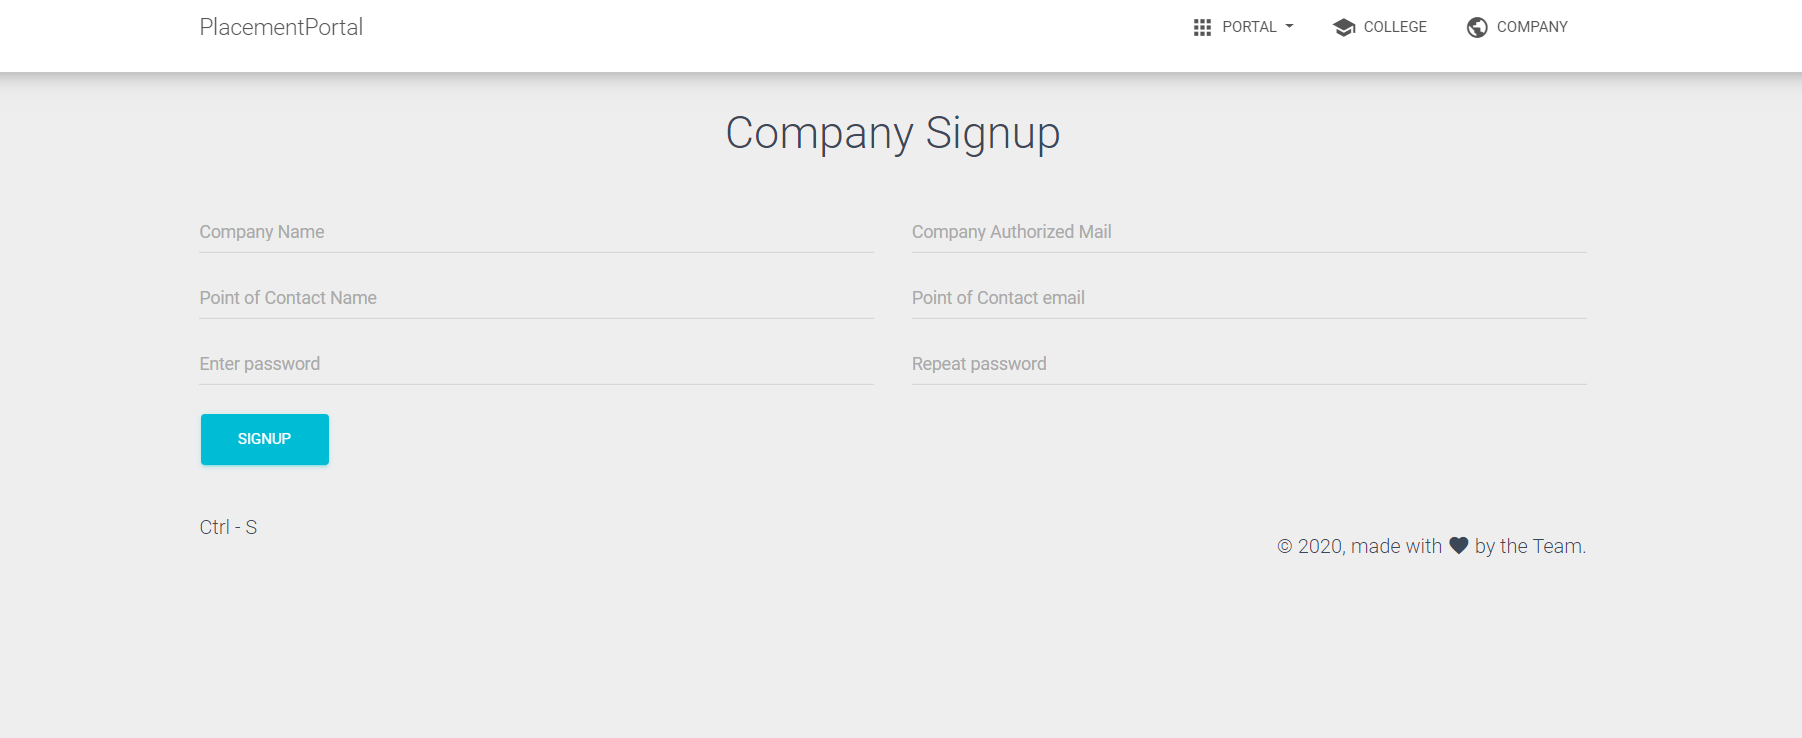 PlacementPortal
PORTAL
COLLEGE
COMPANY
Company Signup
Company Name
Company Authorized Mail
Point of Contact Name
Point of Contact email
Enter password
Repeat password
SIGNUP
Ctrl - S
© 2020, made with ♥ by the Team.